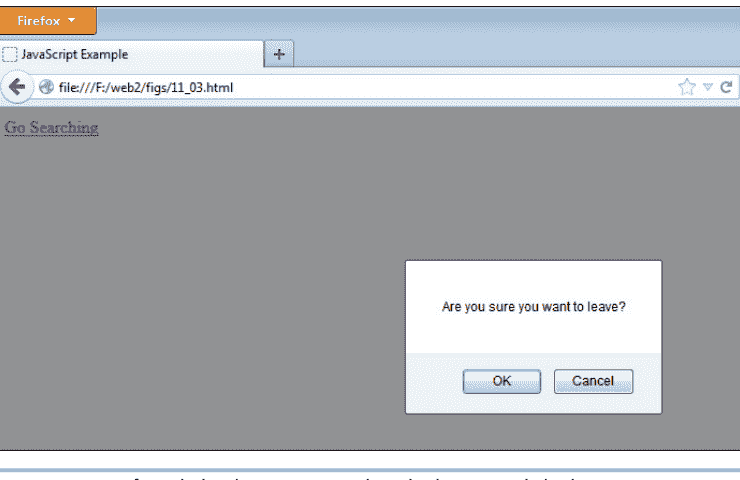 Firefox
JavaScript Example
file:///F:/web2/figs/11_03.html
Go Searching
Are you sure you want to leave?
OK
Cancel